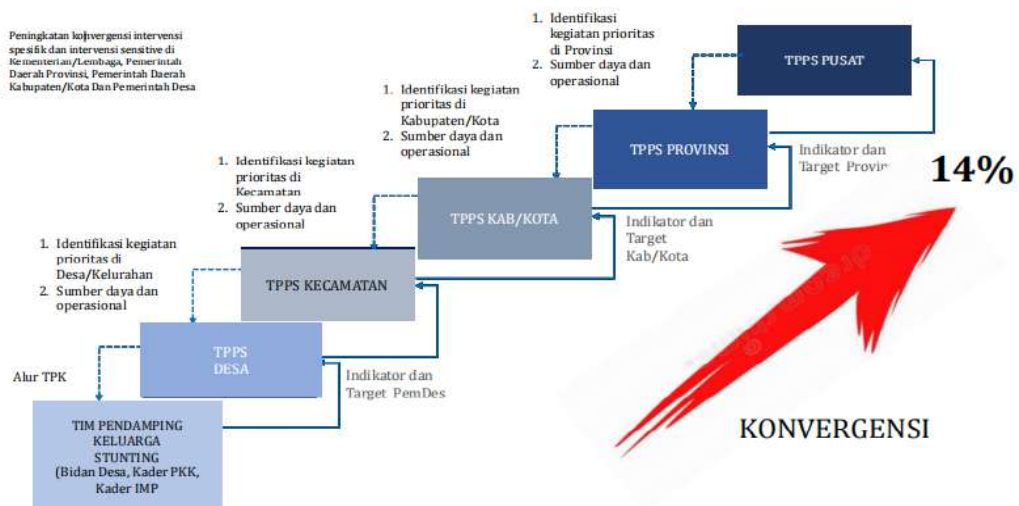 Peningkatan konvergensi intervensi
spesifik dan intervensi sensitive di
Kementerian/Lembaga, Pemerintah
Daerah Provinsi, Pemerintah Daerah
Kabupaten/Kota Dan Pemerintah Desa
1. Identifikasi
kegiatan prioritas
di Provinsi
2. Sumber daya dan
operasional
TPPS PUSAT
1. Identifikasi kegiatan
prioritas di
Kabupaten/Kota
2. Sumber daya dan
operasional
TPPS PROVINSI
Indikator dan
Target Provin
14%
1. Identifikasi kegiatan
prioritas di
Kecamatan
2. Sumber daya dan
operasional
TPPS KAB/KOTA
Indikator dan
Target
Kab/Kota
1. Identifikasi kegiatan
prioritas di
Desa/Kelurahan
2. Sumber daya dan
operasional
TPPS KECAMATAN
TPPS
DESA
Indikator dan
Target PemDes
Alur TPK
TIM PENDAMPING
KELUARGA
STUNTING
(Bidan Desa, Kader PKK,
Kader IMP
KONVERGENSI